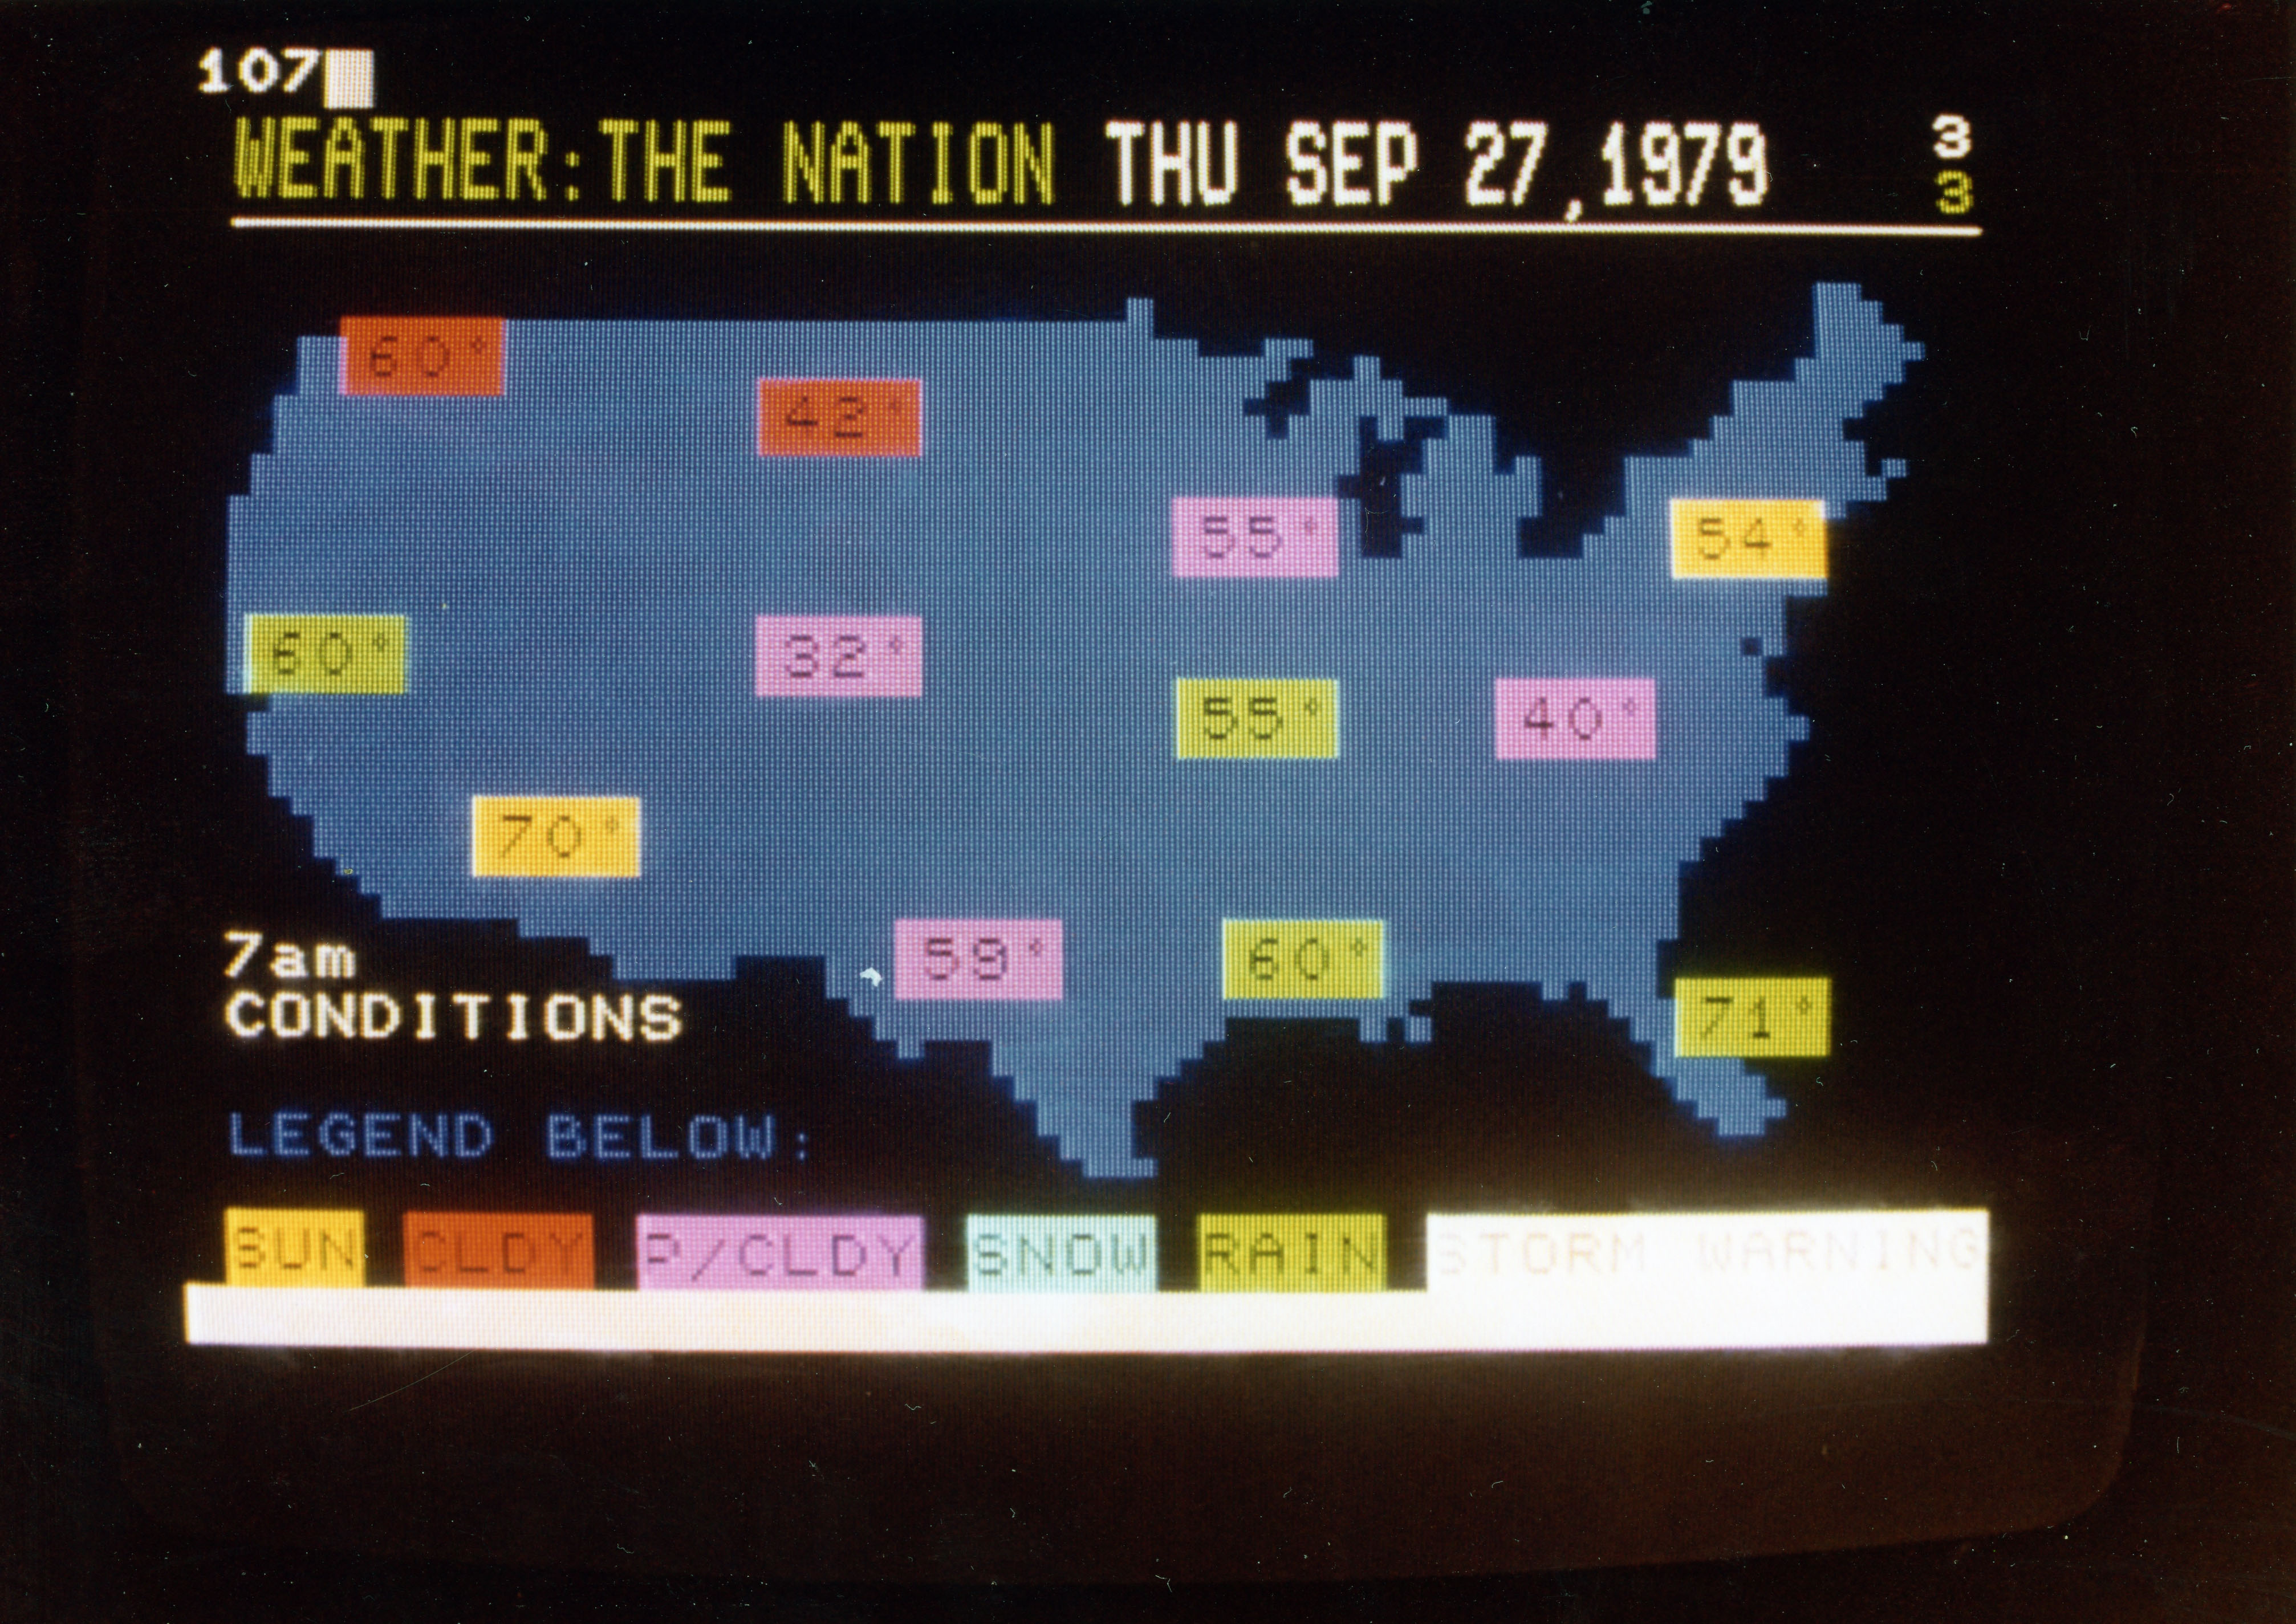 107
WEATHER:THE NATION THU SEP 27,1979 3
3
60°
42°
55° 54°
60° 32°
55° 40°
70°
59° 60°
71°
7am
CONDITIONS
LEGEND BELOW:
SUN CLDY P/CLDY SNOW RAIN STORM WARNING